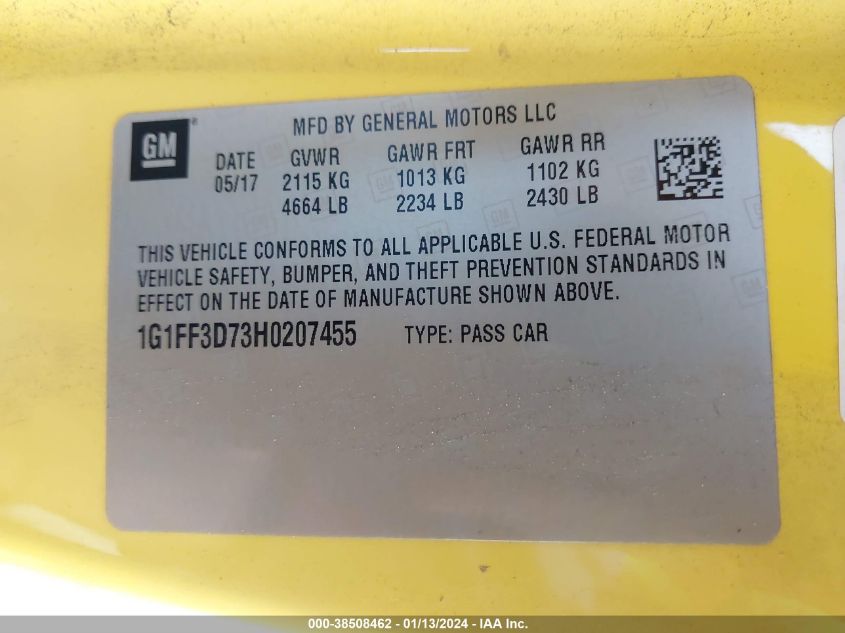 GM®
MFD BY GENERAL MOTORS LLC
DATE GVWR GAWR FRT GAWR RR
05/17 2115 KG 1013 KG 1102 KG
4664 LB 2234 LB 2430 LB
THIS VEHICLE CONFORMS TO ALL APPLICABLE U.S. FEDERAL MOTOR
VEHICLE SAFETY, BUMPER, AND THEFT PREVENTION STANDARDS IN
EFFECT ON THE DATE OF MANUFACTURE SHOWN ABOVE.
1G1FF3D73H0207455 TYPE: PASS CAR
000-38508462 - 01/13/2024 - IAA Inc.